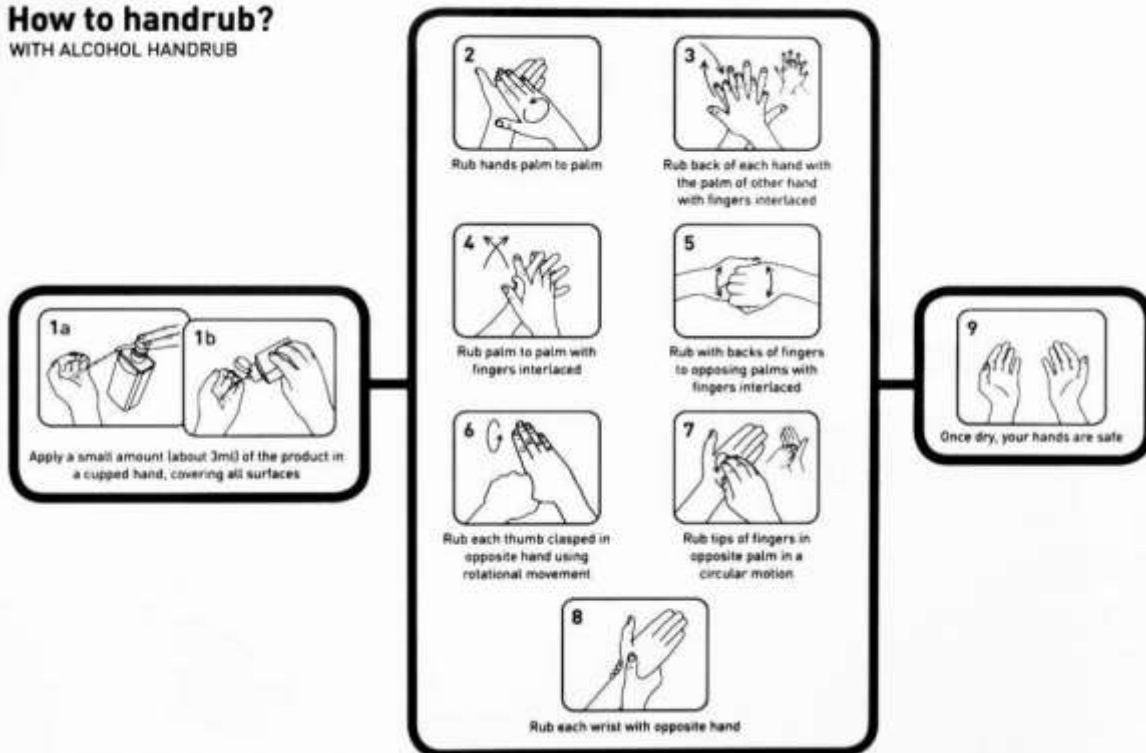 How to handrub?
WITH ALCOHOL HANDRUB
1a
1b
Apply a small amount (about 3ml) of the product in
a cupped hand, covering all surfaces
2
Rub hands palm to palm
3
Rub back of each hand with
the palm of other hand
with fingers interlaced
4
Rub palm to palm with
fingers interlaced
5
Rub with backs of fingers
to opposing palms with
fingers interlaced
6
Rub each thumb clasped in
opposite hand using
rotational movement
7
Rub tips of fingers in
opposite palm in a
circular motion
8
Rub each wrist with opposite hand
9
Once dry, your hands are safe